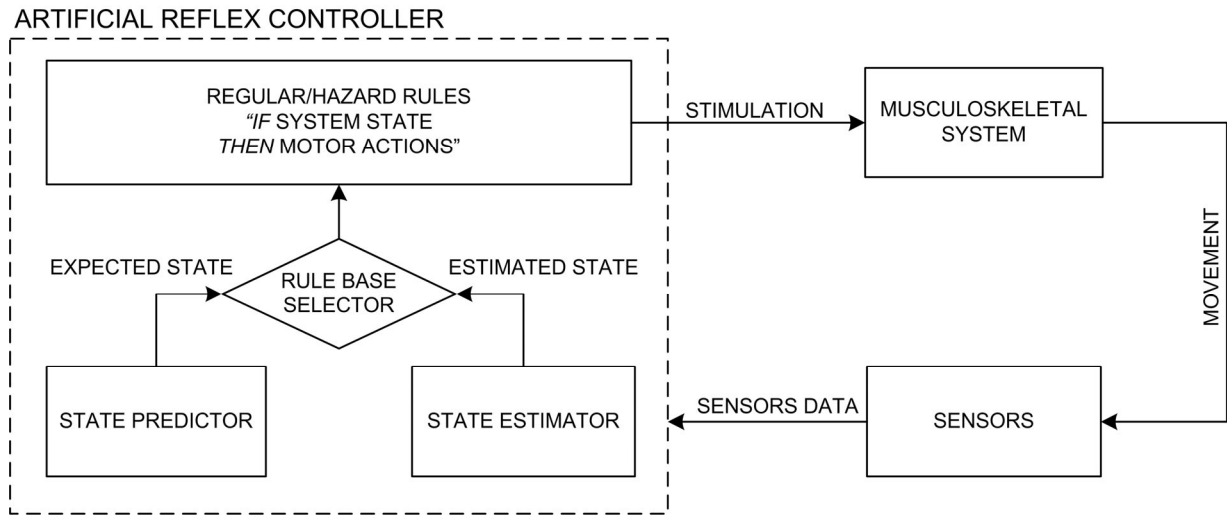 ARTIFICIAL REFLEX CONTROLLER
REGULAR/HAZARD RULES
“IF SYSTEM STATE
THEN MOTOR ACTIONS”
STIMULATION
MUSCULOSKELETAL
SYSTEM
EXPECTED STATE
ESTIMATED STATE
RULE BASE
SELECTOR
MOVEMENT
STATE PREDICTOR
STATE ESTIMATOR
SENSORS DATA
SENSORS